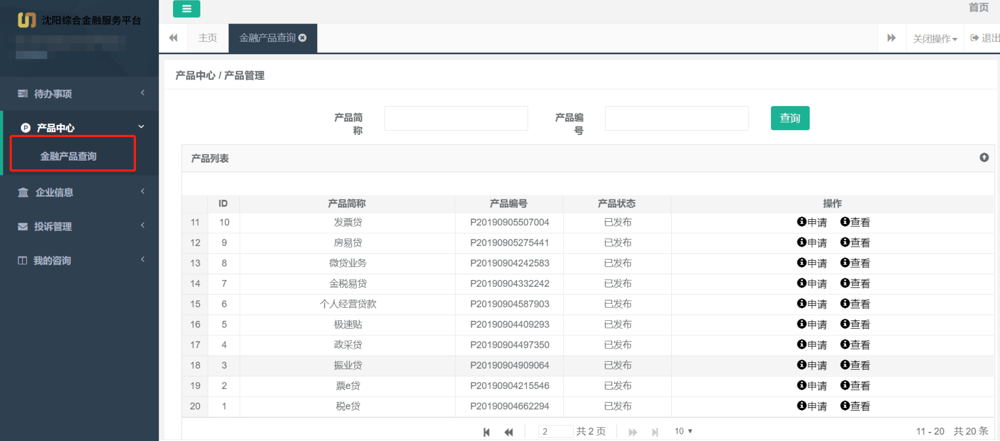 沈阳综合金融服务平台
首页
主页
金融产品查询
关闭操作
退出
产品中心 / 产品管理
待办事项
产品中心
金融产品查询
企业信息
投诉管理
我的咨询
产品简称
产品编号
查询
产品列表
ID 产品简称 产品编号 产品状态 操作
11 10 发票贷 P20190905507004 已发布 申请 查看
12 9 房易贷 P20190905275441 已发布 申请 查看
13 8 微贷业务 P20190904242583 已发布 申请 查看
14 7 金税易贷 P20190904332242 已发布 申请 查看
15 6 个人经营贷款 P20190904587903 已发布 申请 查看
16 5 极速贴 P20190904409293 已发布 申请 查看
17 4 政采贷 P20190904497350 已发布 申请 查看
18 3 振业贷 P20190904909064 已发布 申请 查看
19 2 票e贷 P20190904215546 已发布 申请 查看
20 1 税e贷 P20190904662294 已发布 申请 查看
2 共 2 页 10 11 - 20 共 20 条